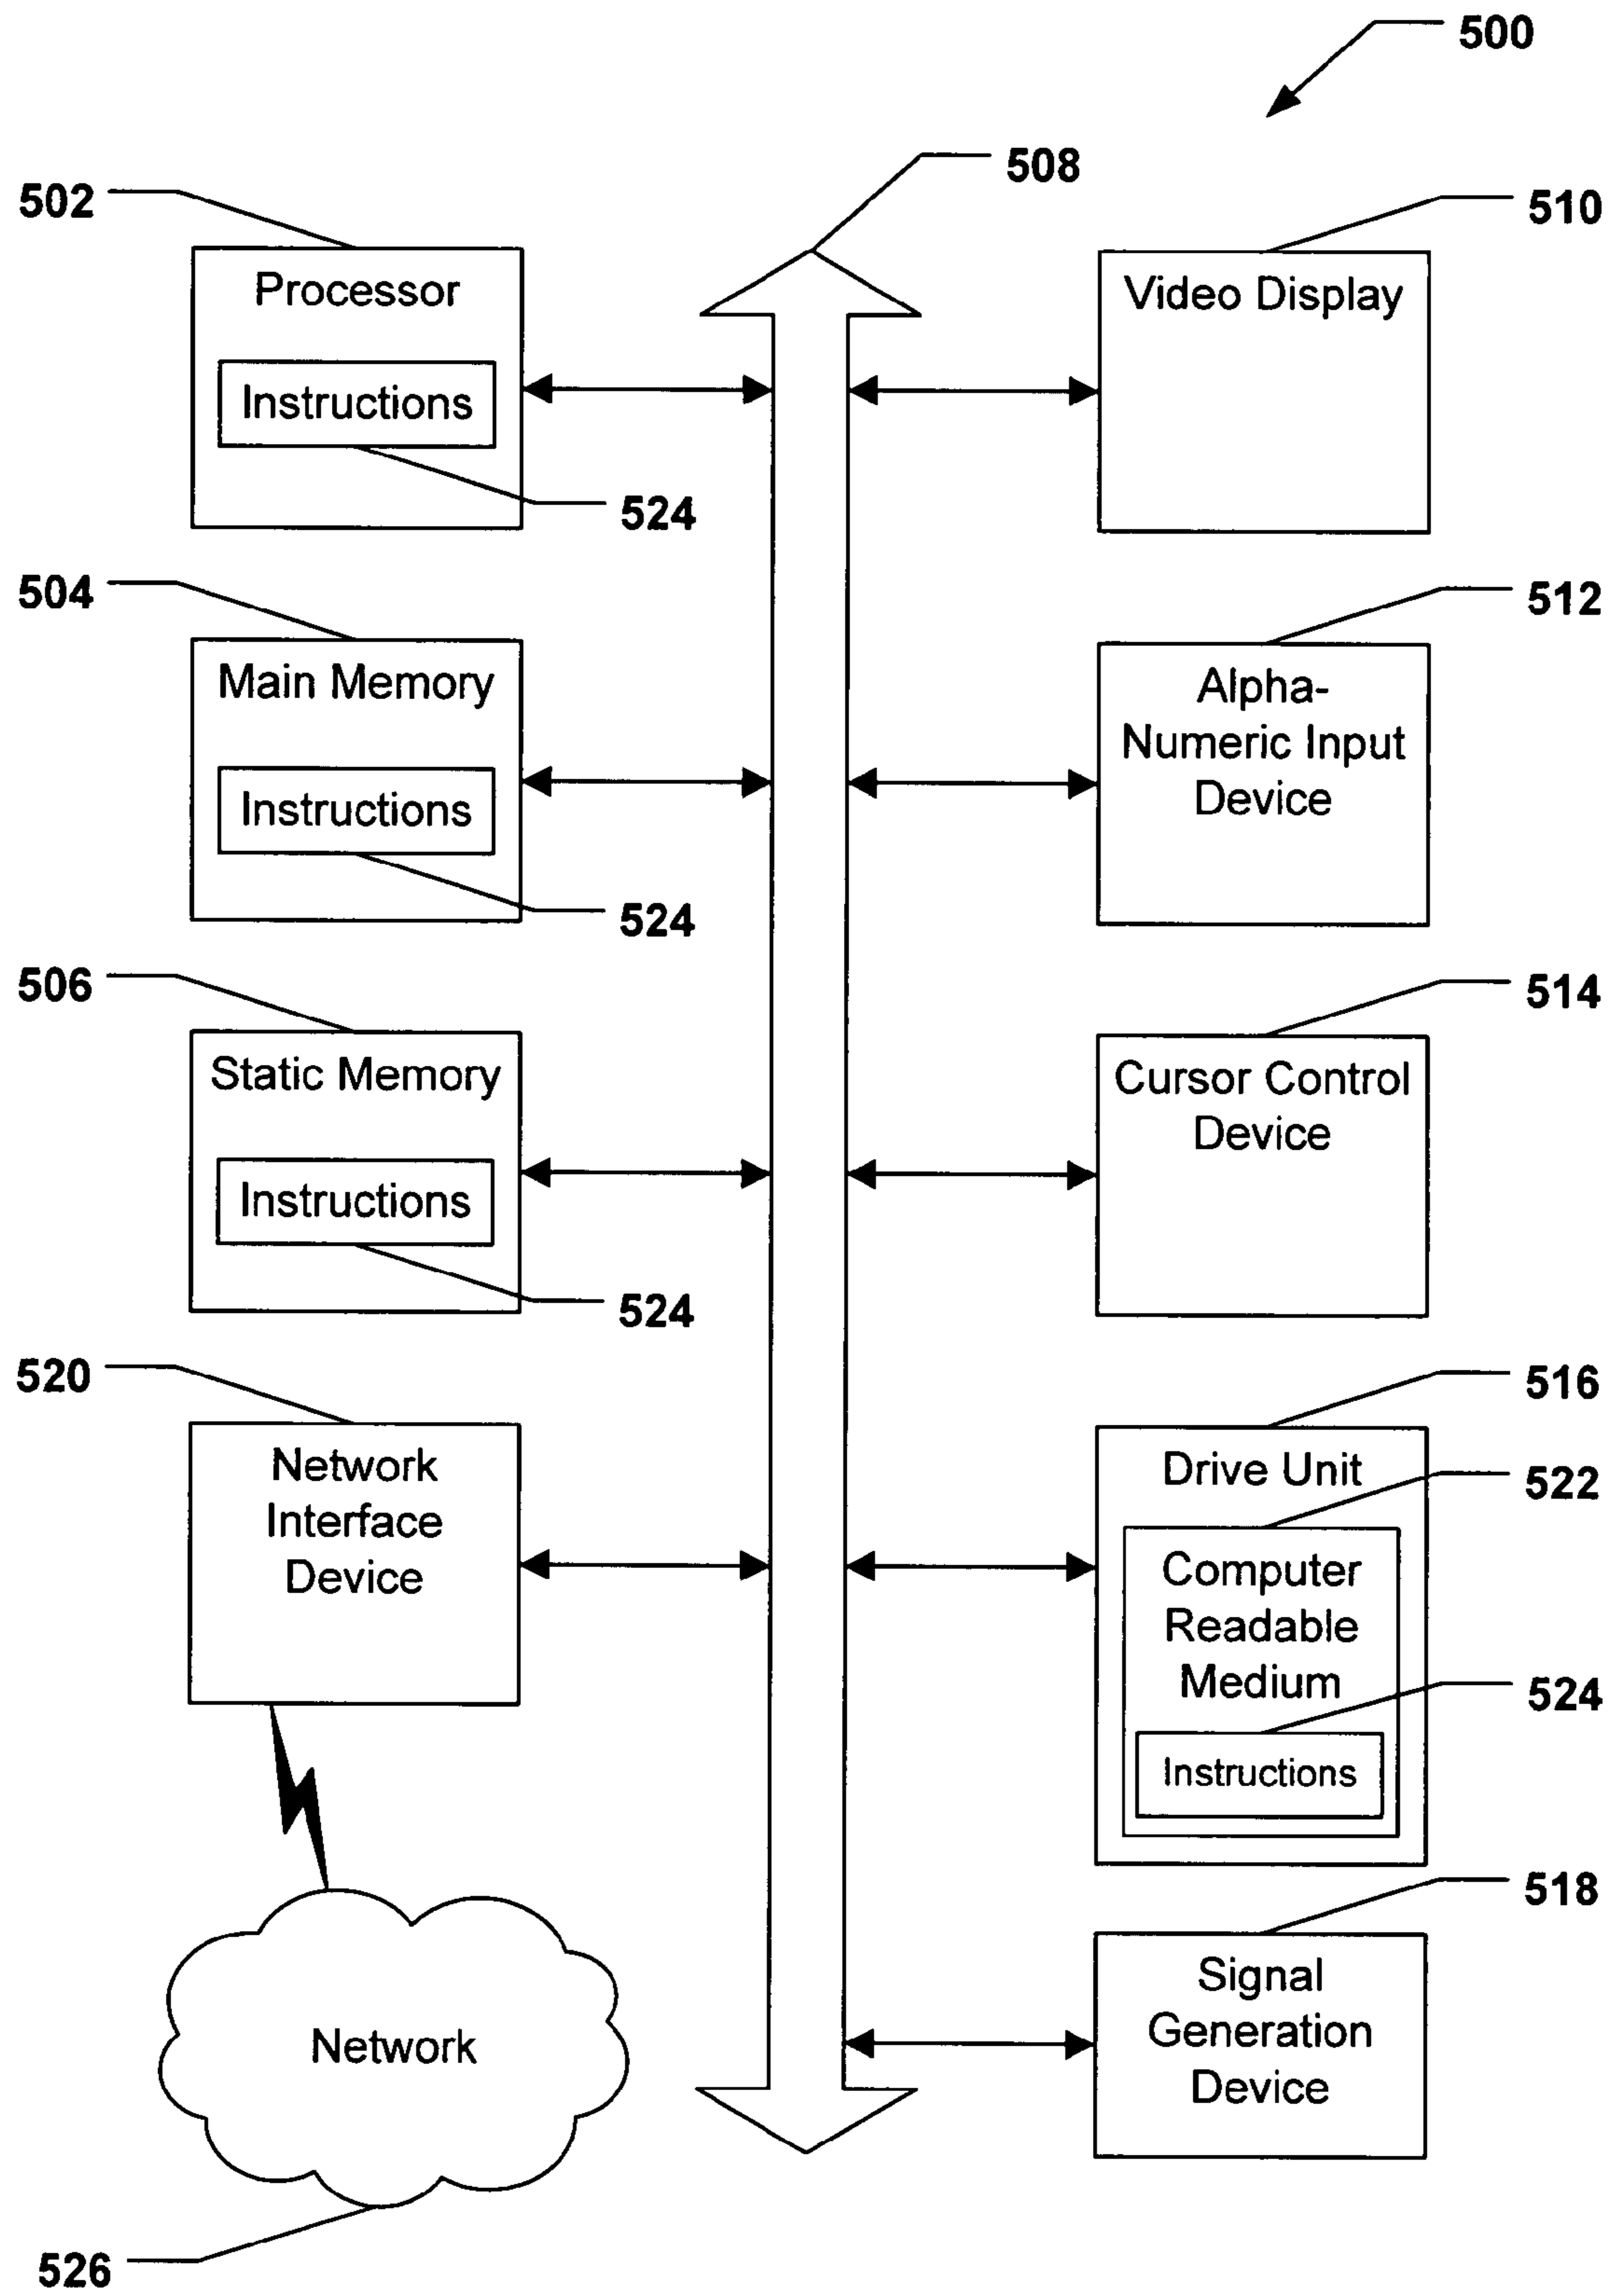 500
508
502
Processor
Instructions
524
510
Video Display
504
Main Memory
Instructions
524
512
Alpha-
Numeric Input
Device
506
Static Memory
Instructions
524
514
Cursor Control
Device
520
Network
Interface
Device
516
Drive Unit
522
Computer
Readable
Medium
524
Instructions
518
Signal
Generation
Device
Network
526